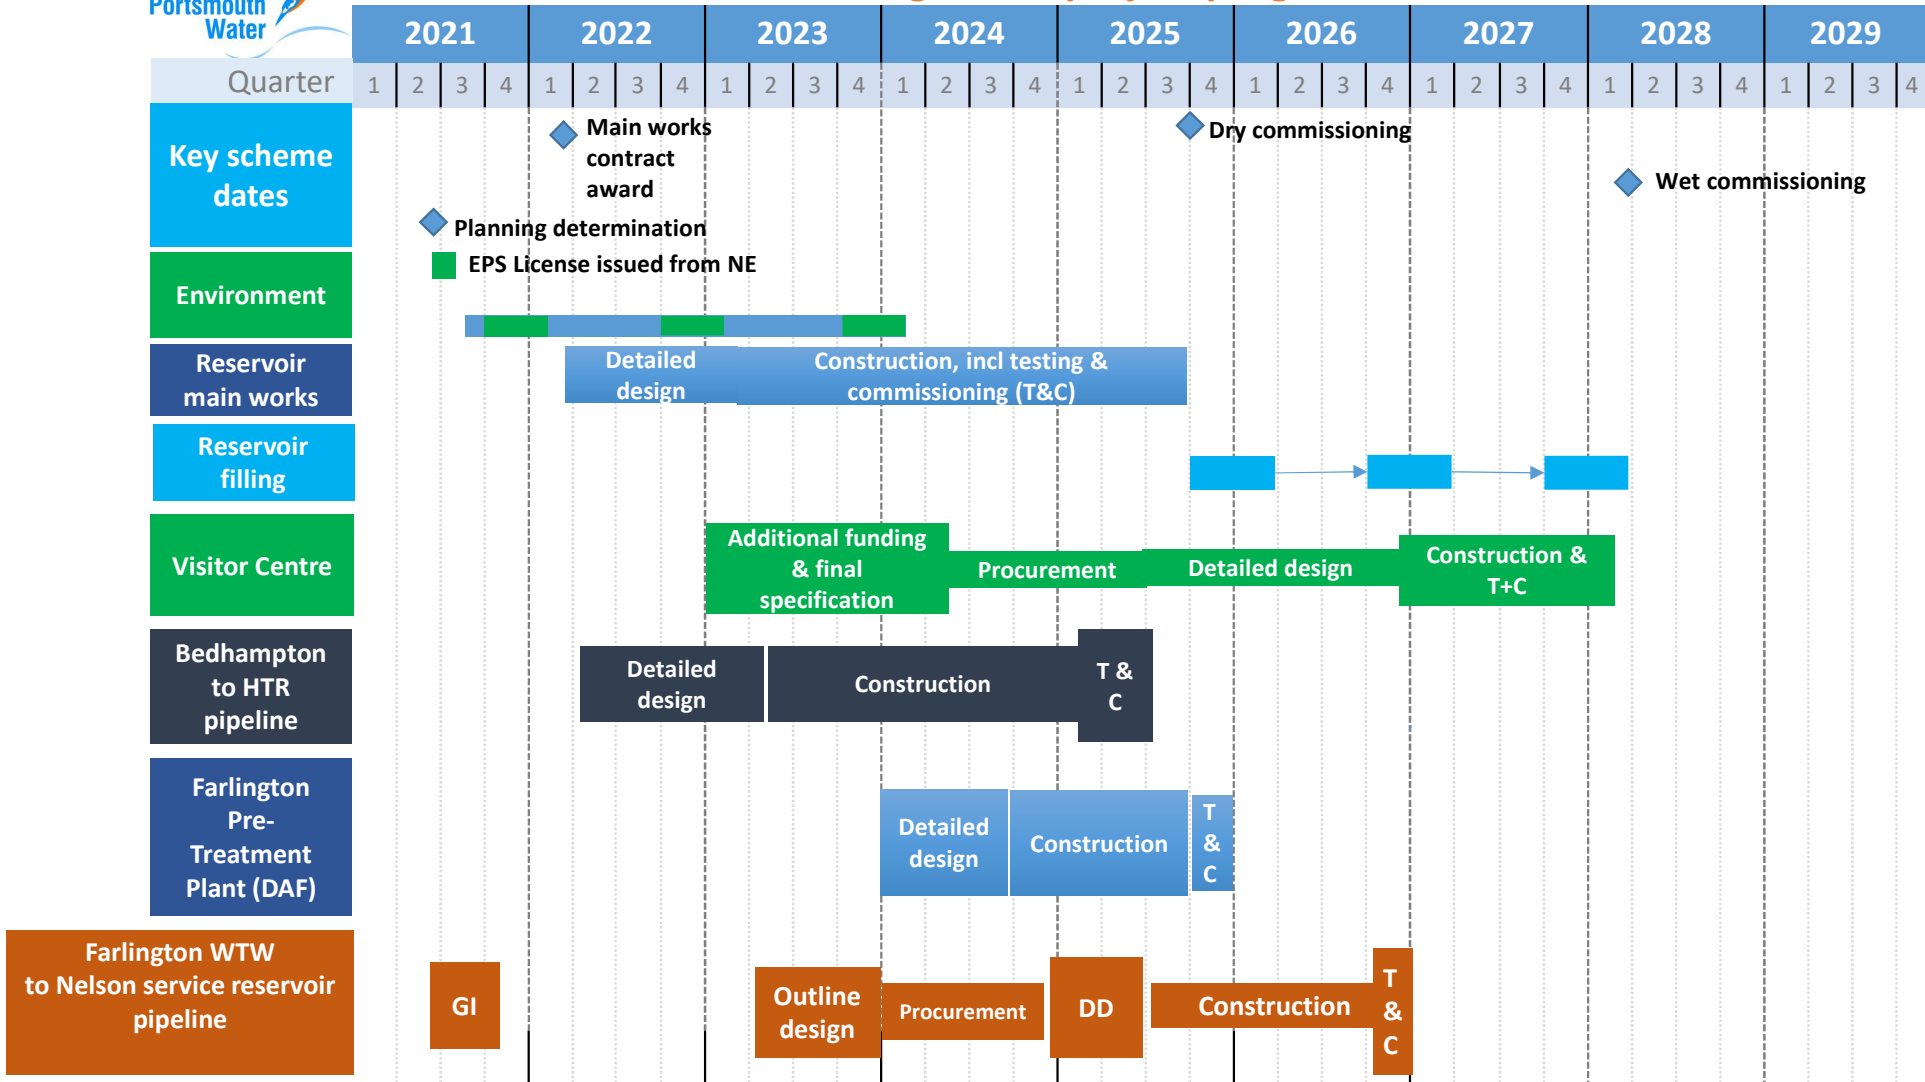 Portsmouth
Water
2021 2022 2023 2024 2025 2026 2027 2028 2029
Quarter 1 2 3 4 1 2 3 4 1 2 3 4 1 2 3 4 1 2 3 4 1 2 3 4 1 2 3 4 1 2 3 4 1 2 3 4
Key scheme
dates
Main works
contract
award
Dry commissioning
Wet commissioning
Planning determination
EPS License issued from NE
Environment
Reservoir
main works
Detailed
design
Construction, incl testing &
commissioning (T&C)
Reservoir
filling
Visitor Centre
Additional funding
& final
specification
Procurement
Detailed design
Construction &
T+C
Bedhampton
to HTR
pipeline
Detailed
design
Construction
T &
C
Farlington
Pre-
Treatment
Plant (DAF)
Detailed
design
Construction
T
&
C
Farlington WTW
to Nelson service reservoir
pipeline
GI
Outline
design
Procurement
DD
Construction
T
&
C